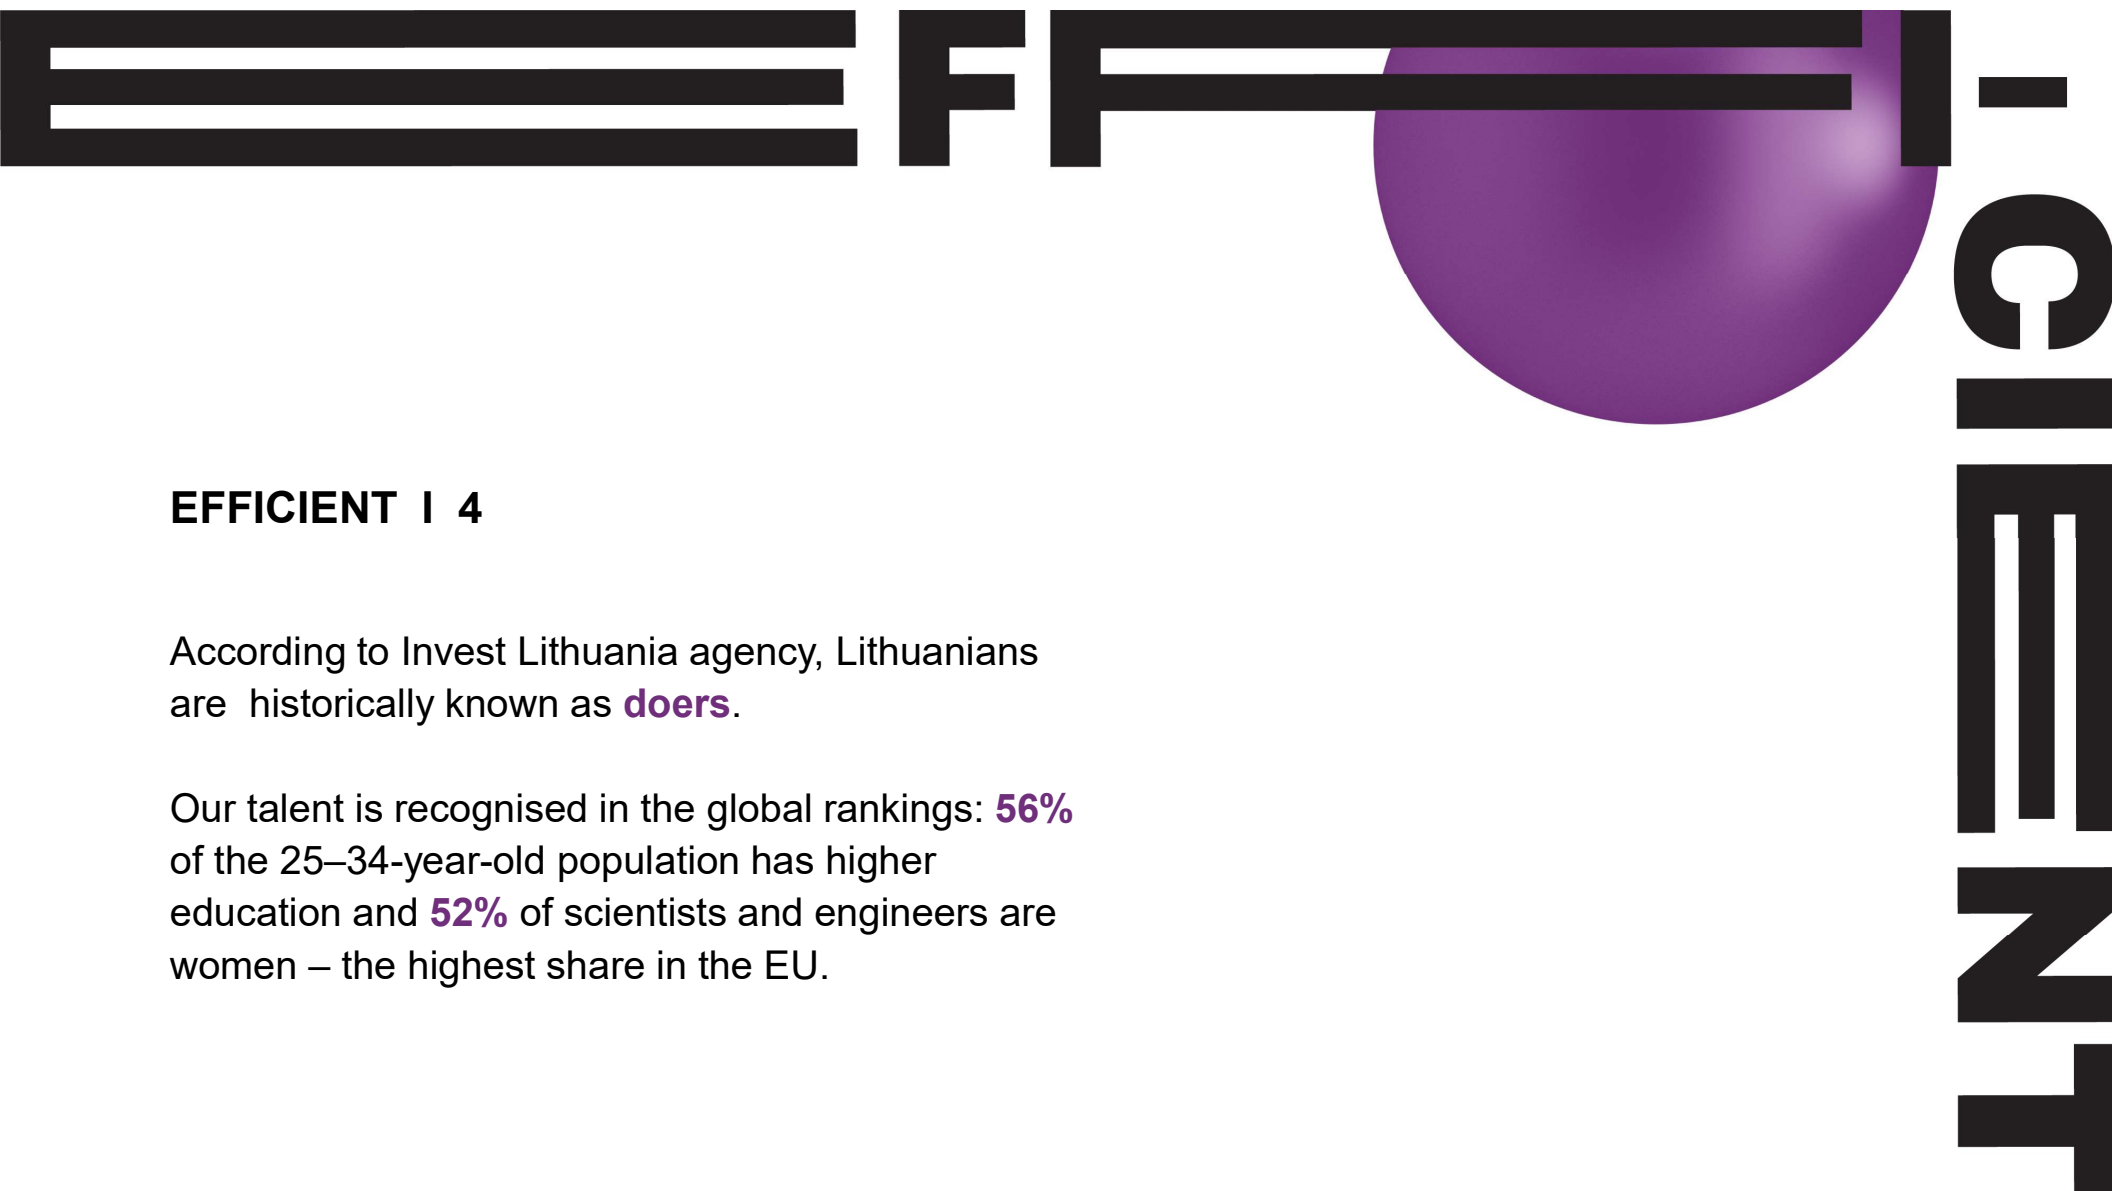 EFFI-
CIENT
EFFICIENT I 4
According to Invest Lithuania agency, Lithuanians
are  historically known as doers.
Our talent is recognised in the global rankings: 56%
of the 25–34-year-old population has higher
education and 52% of scientists and engineers are
women – the highest share in the EU.